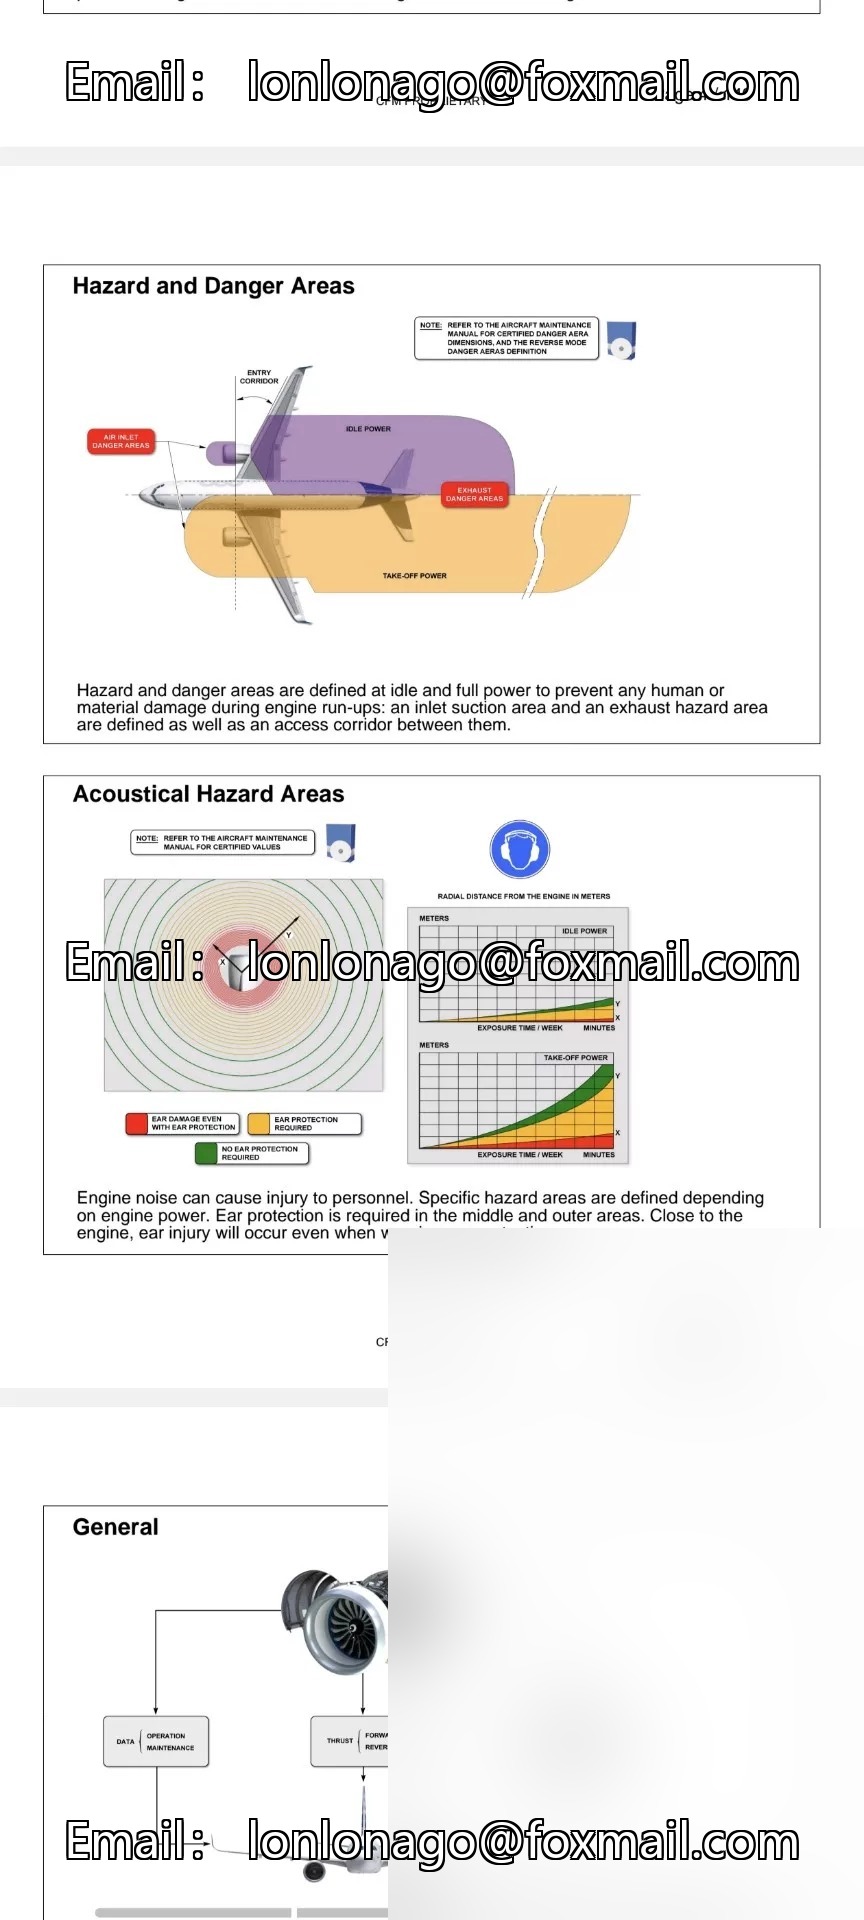 Email： lonlonago@foxmail.com
CFM PROPRIETARY
Hazard and Danger Areas
NOTE: REFER TO THE AIRCRAFT MAINTENANCE
MANUAL FOR CERTIFIED DANGER AERA
DIMENSIONS, AND THE REVERSE MODE
DANGER AERAS DEFINITION
ENTRY
CORRIDOR
IDLE POWER
AIR INLET
DANGER AREAS
EXHAUST
DANGER AREAS
TAKE-OFF POWER
Hazard and danger areas are defined at idle and full power to prevent any human or
material damage during engine run-ups: an inlet suction area and an exhaust hazard area
are defined as well as an access corridor between them.
Acoustical Hazard Areas
NOTE: REFER TO THE AIRCRAFT MAINTENANCE
MANUAL FOR CERTIFIED VALUES
RADIAL DISTANCE FROM THE ENGINE IN METERS
METERS
IDLE POWER
Y
X
Email： lonlonago@foxmail.com
Y
X
EXPOSURE TIME / WEEK MINUTES
METERS
TAKE-OFF POWER
Y
X
EXPOSURE TIME / WEEK MINUTES
EAR DAMAGE EVEN
WITH EAR PROTECTION
EAR PROTECTION
REQUIRED
NO EAR PROTECTION
REQUIRED
Engine noise can cause injury to personnel. Specific hazard areas are defined depending
on engine power. Ear protection is required in the middle and outer areas. Close to the
engine, ear injury will occur even when
General
DATA
OPERATION
MAINTENANCE
THRUST
Email： lonlonago@foxmail.com